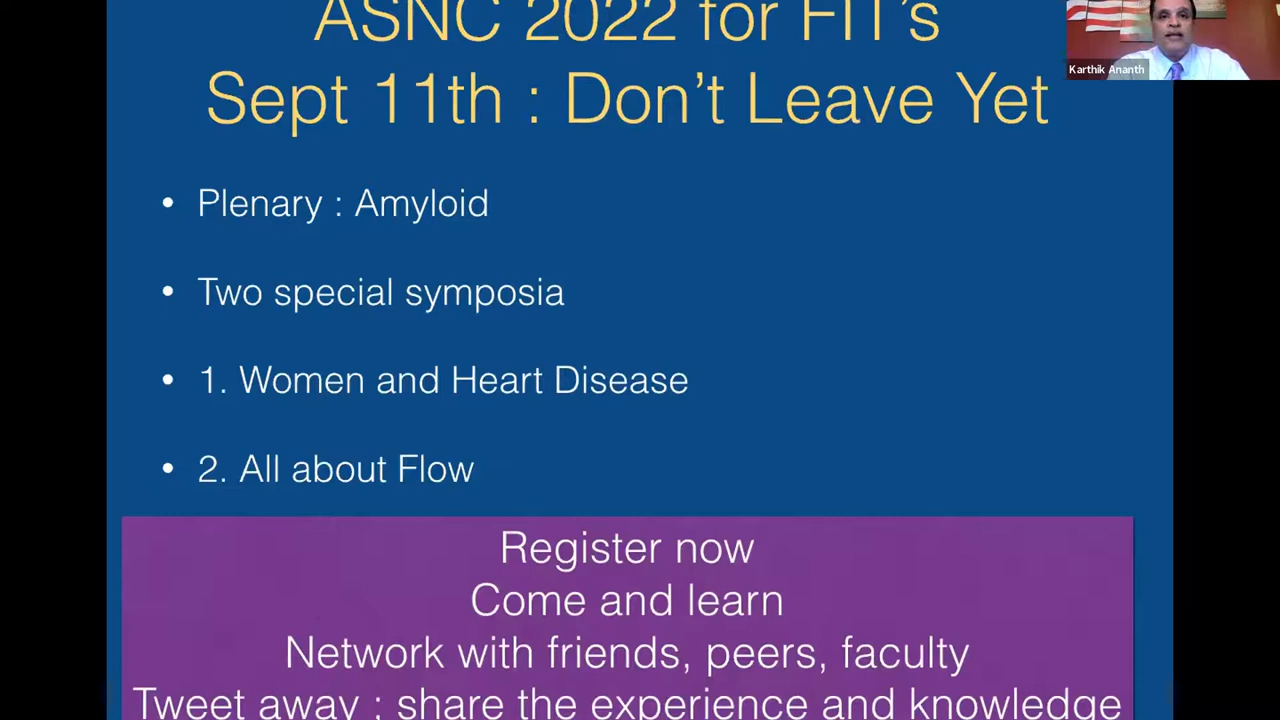 ASNC 2022 for FIT's
Sept 11th : Don't Leave Yet
Karthik Ananth
• Plenary : Amyloid
• Two special symposia
• 1. Women and Heart Disease
• 2. All about Flow
Register now
Come and learn
Network with friends, peers, faculty
Tweet away : share the experience and knowledge